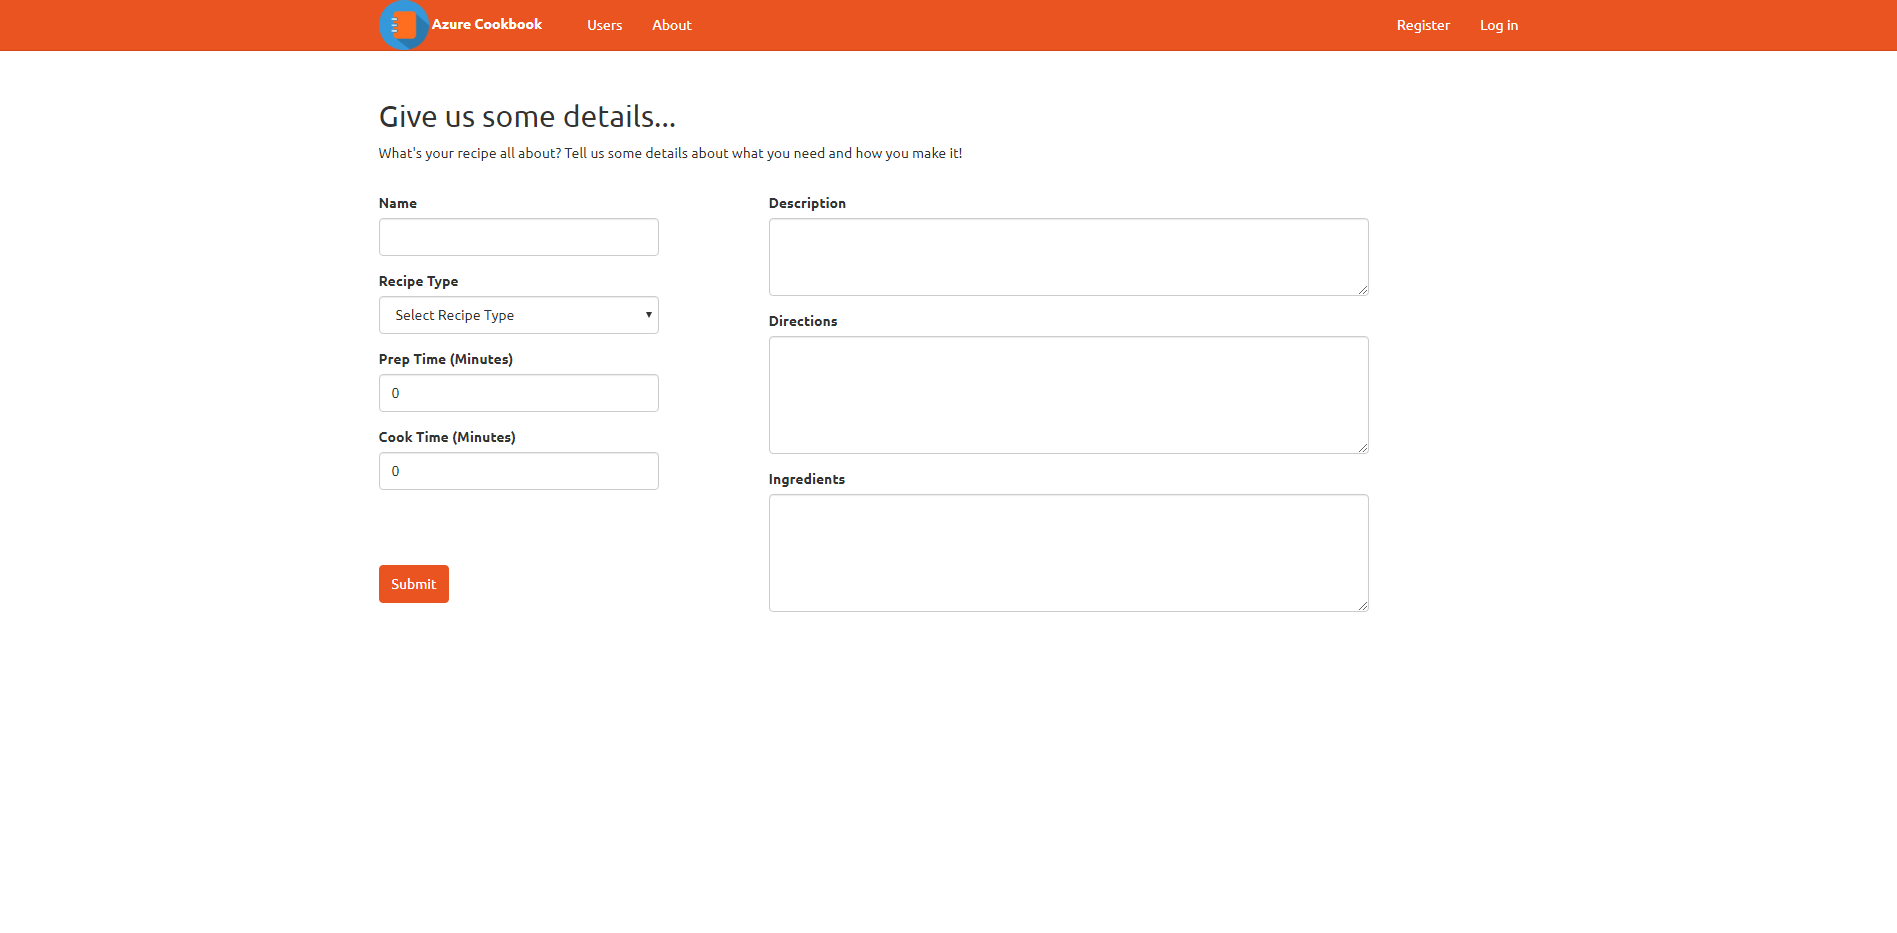 Azure Cookbook Users About Register Log in
Give us some details...
What's your recipe all about? Tell us some details about what you need and how you make it!
Name
Recipe Type
Select Recipe Type
Prep Time (Minutes)
0
Cook Time (Minutes)
0
Submit
Description
Directions
Ingredients